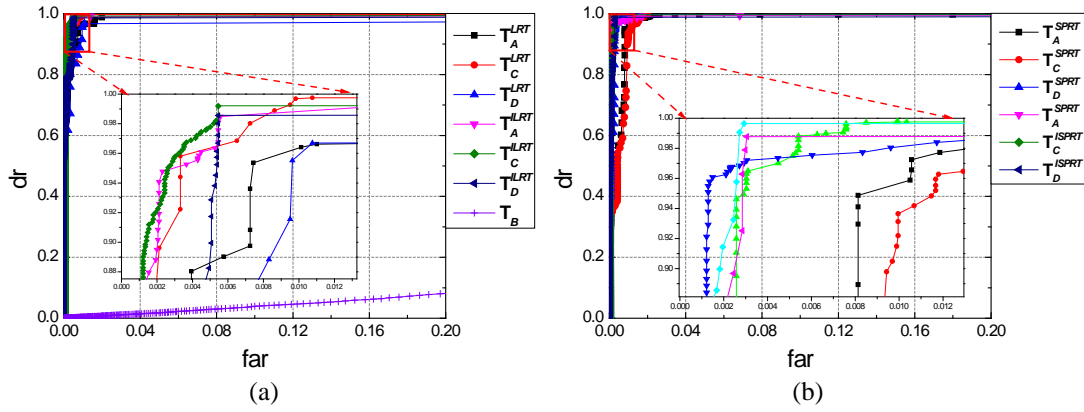 (a)
1.0
0.8
0.6
0.4
0.2
0.0
dr
0.00 0.04 0.08 0.12 0.16 0.20
far
1.00
0.98
0.96
0.94
0.92
0.90
0.88
0.000 0.002 0.004 0.006 0.008 0.010 0.012
T_A^LRT
T_C^LRT
T_D^LRT
T_A^ILRT
T_C^ILRT
T_D^ILRT
T_B
(b)
1.0
0.8
0.6
0.4
0.2
0.0
dr
0.00 0.04 0.08 0.12 0.16 0.20
far
1.00
0.98
0.96
0.94
0.92
0.90
0.000 0.002 0.004 0.006 0.008 0.010 0.012
T_A^SPRT
T_C^SPRT
T_D^SPRT
T_A^SPRT
T_C^ISPRT
T_D^ISPRT